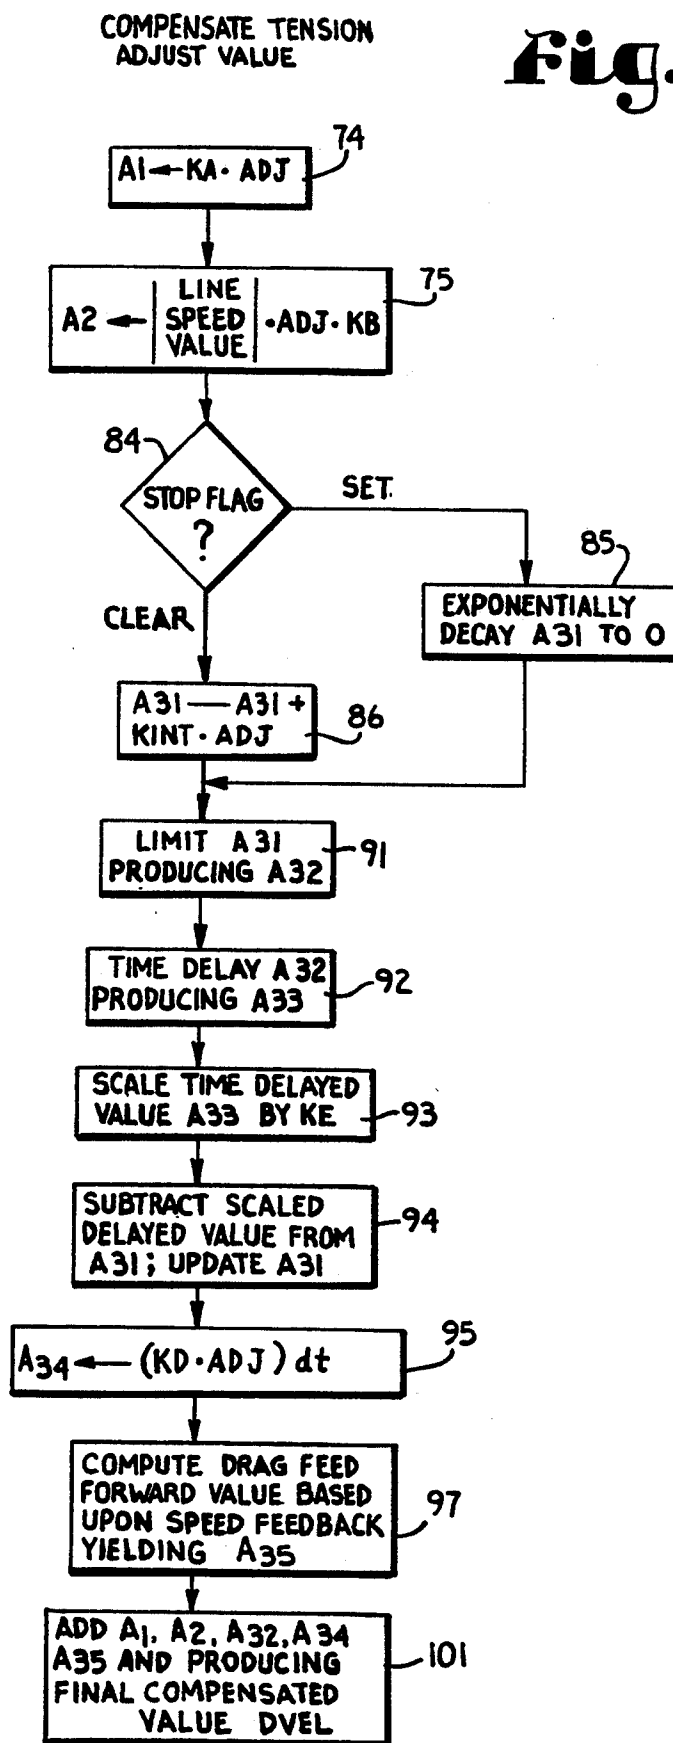 COMPENSATE TENSION
ADJUST VALUE
Fig.
74
A1←KA· ADJ
75
LINE
A2 ← | SPEED | ·ADJ·KB
VALUE
84
STOP FLAG
?
SET.
85
EXPONENTIALLY
DECAY A31 TO 0
CLEAR
A31 — A31 +
KINT· ADJ
86
LIMIT A31
PRODUCING A32
91
TIME DELAY A32
PRODUCING A33
92
SCALE TIME DELAYED
VALUE A33 BY KE
93
SUBTRACT SCALED
DELAYED VALUE FROM
A31; UPDATE A31
94
95
A34 ← (KD·ADJ) dt
COMPUTE DRAG FEED
FORWARD VALUE BASED
UPON SPEED FEEDBACK
YIELDING A35
97
ADD A1, A2, A32, A34
A35 AND PRODUCING
FINAL COMPENSATED
VALUE DVEL
101